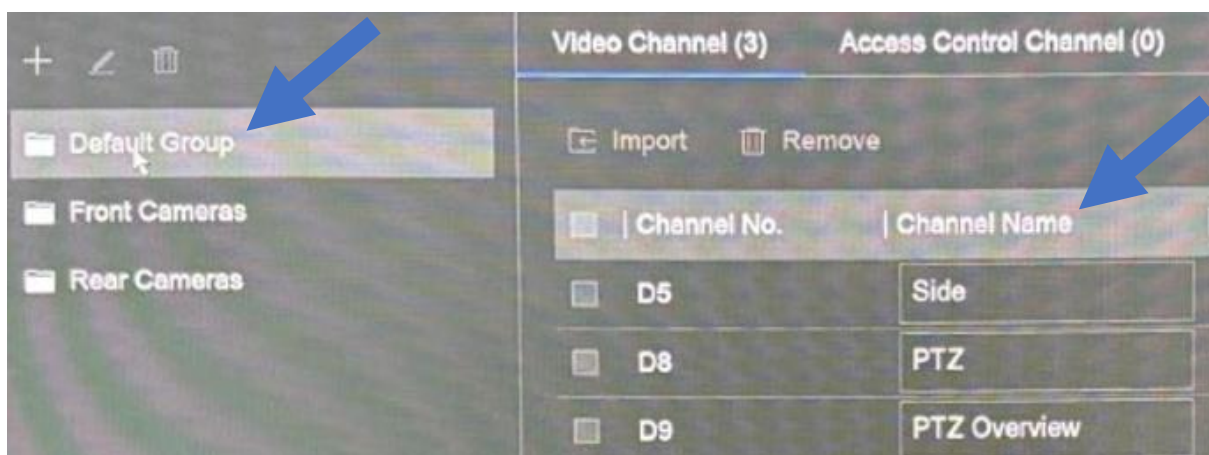 Default Group
Front Cameras
Rear Cameras
Video Channel (3) Access Control Channel (0)
Import Remove
Channel No. Channel Name
D5 Side
D8 PTZ
D9 PTZ Overview